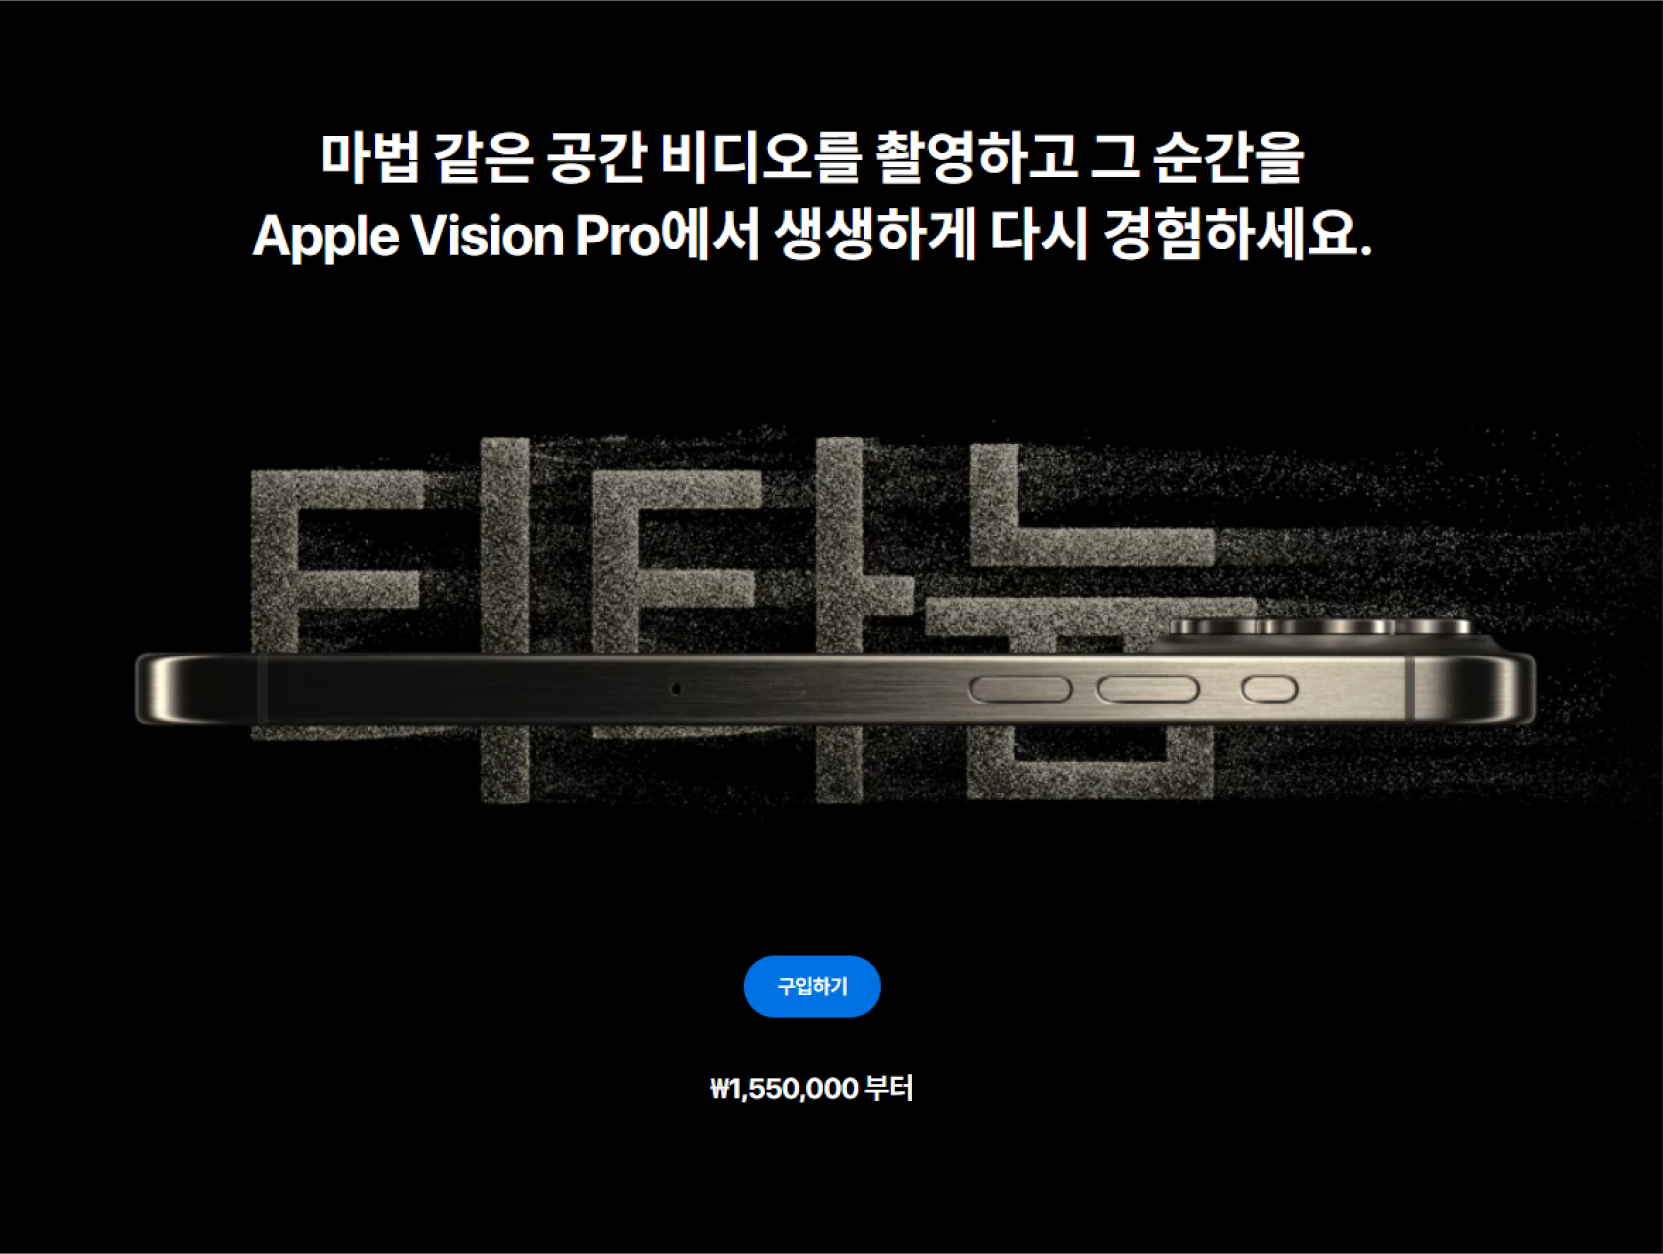 마법 같은 공간 비디오를 촬영하고 그 순간을
Apple Vision Pro에서 생생하게 다시 경험하세요.
티타늄
구입하기
₩1,550,000 부터